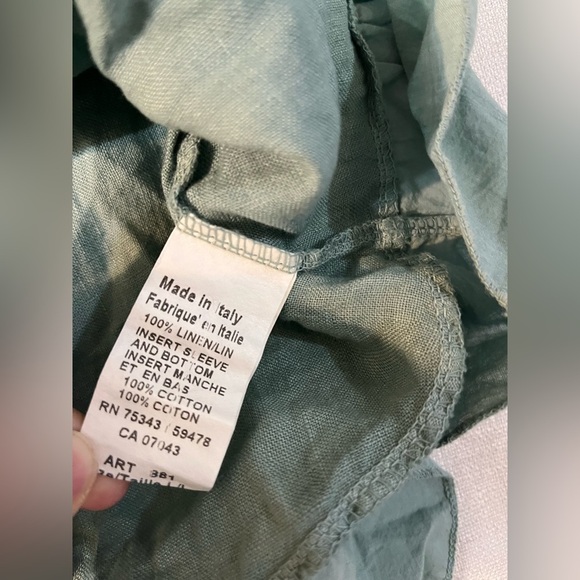 Made in Italy
Fabrique' en Italie
100% LINEN/LIN
INSERT SLEEVE
AND BOTTOM
INSERT MANCHE
ET EN BAS
100% COTTON
100% COTON
RN 75343 / 59478
CA 07043
ART 381